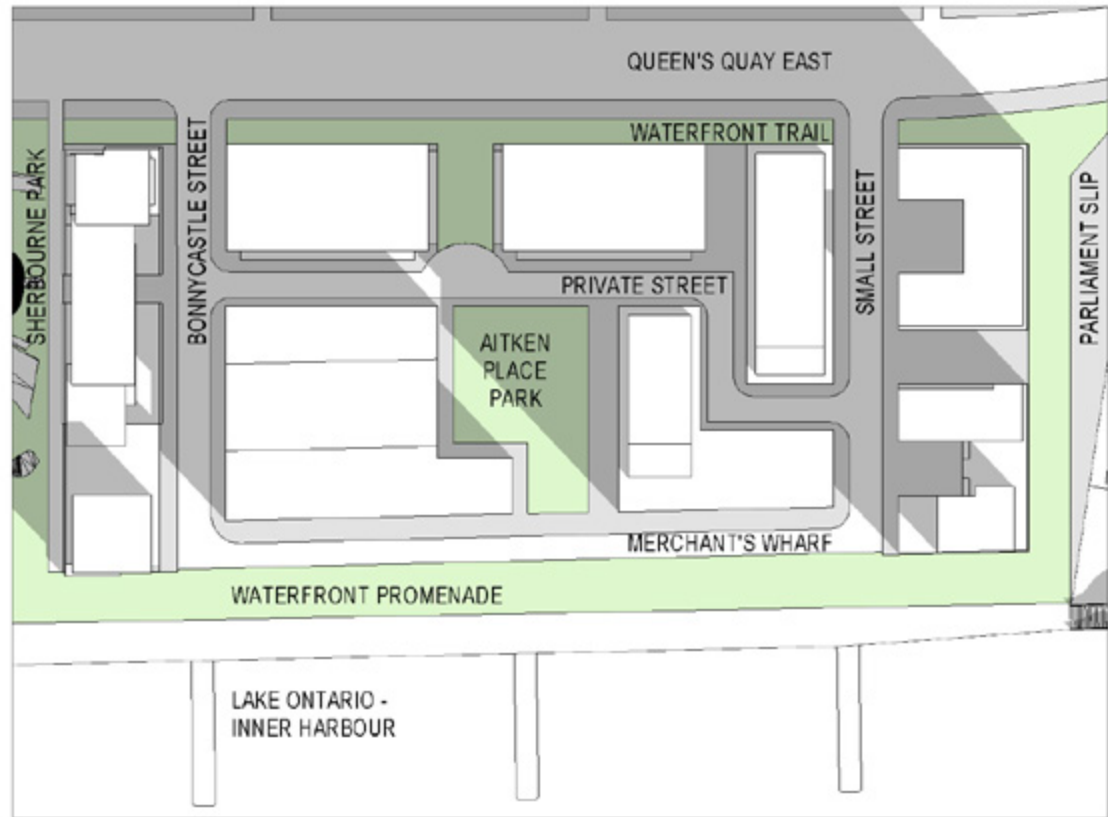 QUEEN'S QUAY EAST
WATERFRONT TRAIL
SHERBOURNE PARK
BONNYCASTLE STREET
SMALL STREET
PARLIAMENT SLIP
PRIVATE STREET
AITKEN
PLACE
PARK
MERCHANT'S WHARF
WATERFRONT PROMENADE
LAKE ONTARIO -
INNER HARBOUR